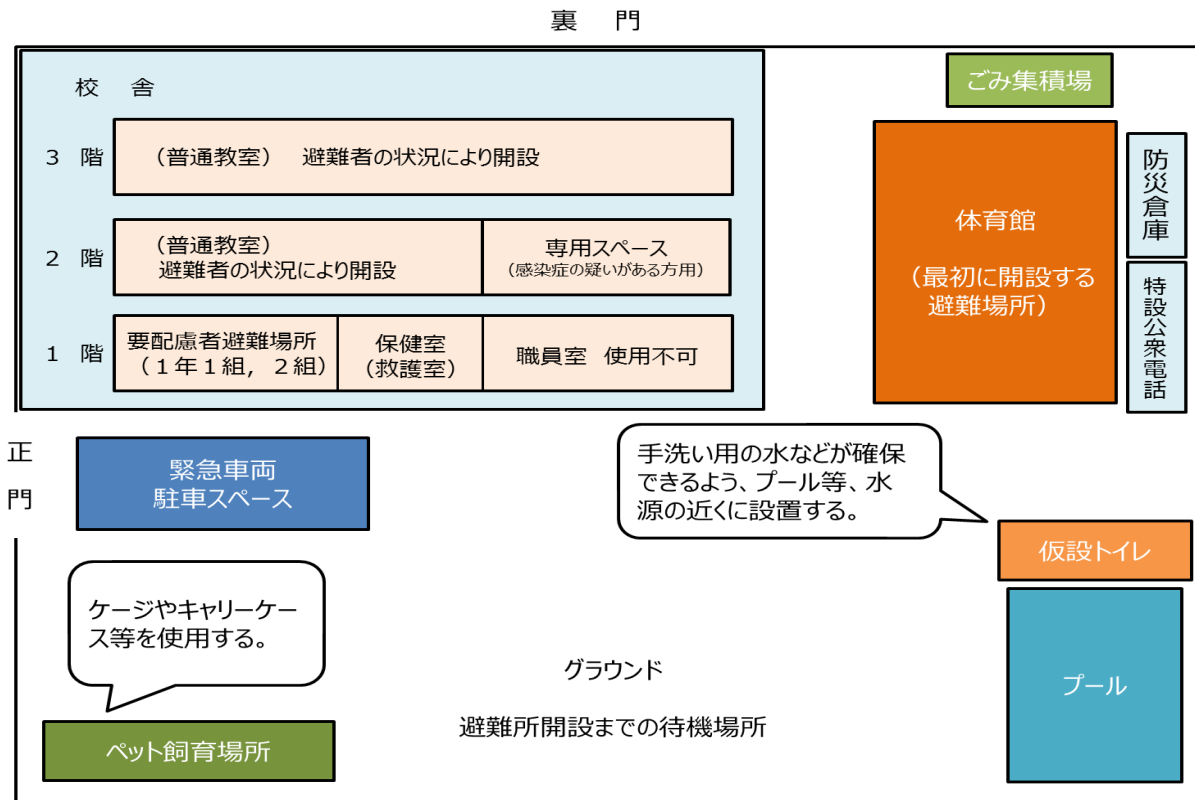 裏　門
校　舎
ごみ集積場
3　階
（普通教室）　避難者の状況により開設
2　階
（普通教室）
避難者の状況により開設
専用スペース
（感染症の疑いがある方用）
1　階
要配慮者避難場所
（１年１組，２組）
保健室
(救護室）
職員室　使用不可
体育館
（最初に開設する
避難場所）
防災倉庫
特設公衆電話
正門
緊急車両
駐車スペース
手洗い用の水などが確保
できるよう、プール等、水
源の近くに設置する。
仮設トイレ
ケージやキャリーケー
ス等を使用する。
グラウンド
避難所開設までの待機場所
プール
ペット飼育場所